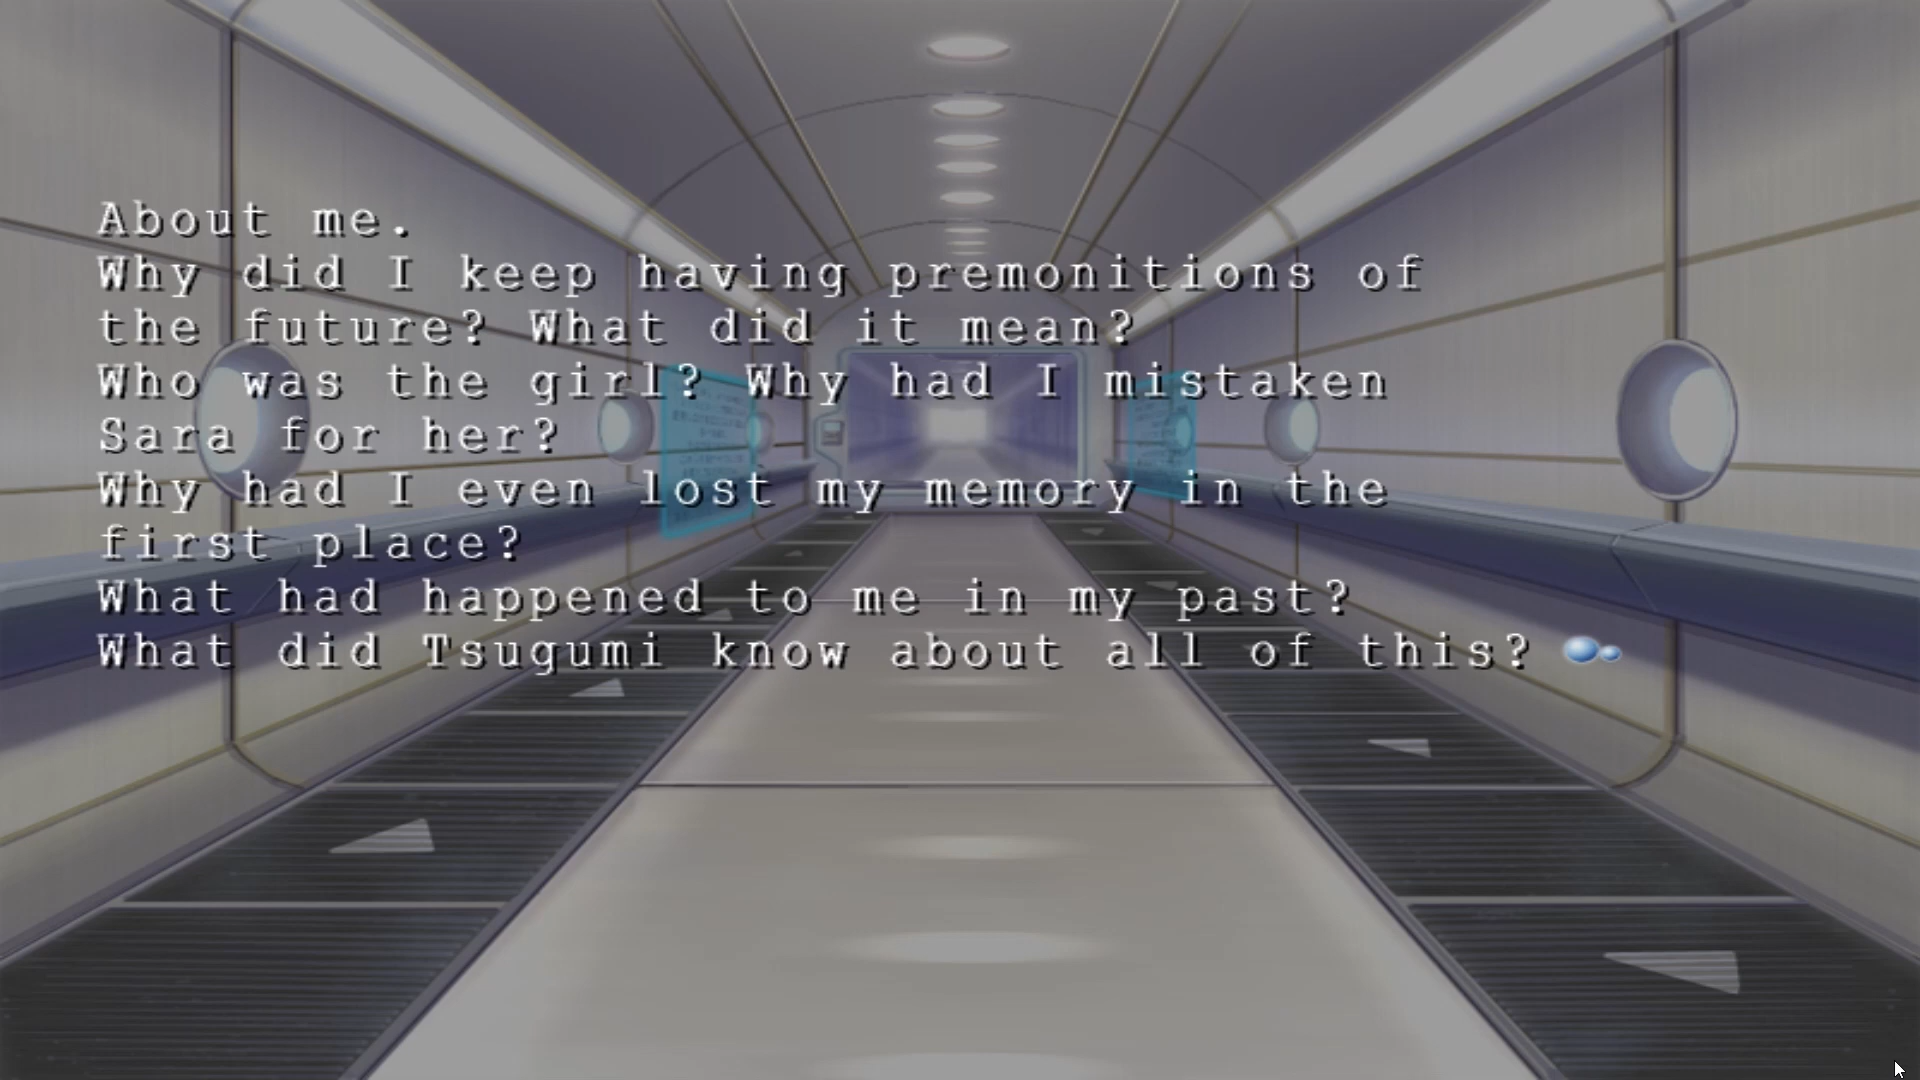 About me.
Why did I keep having premonitions of
the future? What did it mean?
Who was the girl? Why had I mistaken
Sara for her?
Why had I even lost my memory in the
first place?
What had happened to me in my past?
What did Tsugumi know about all of this?